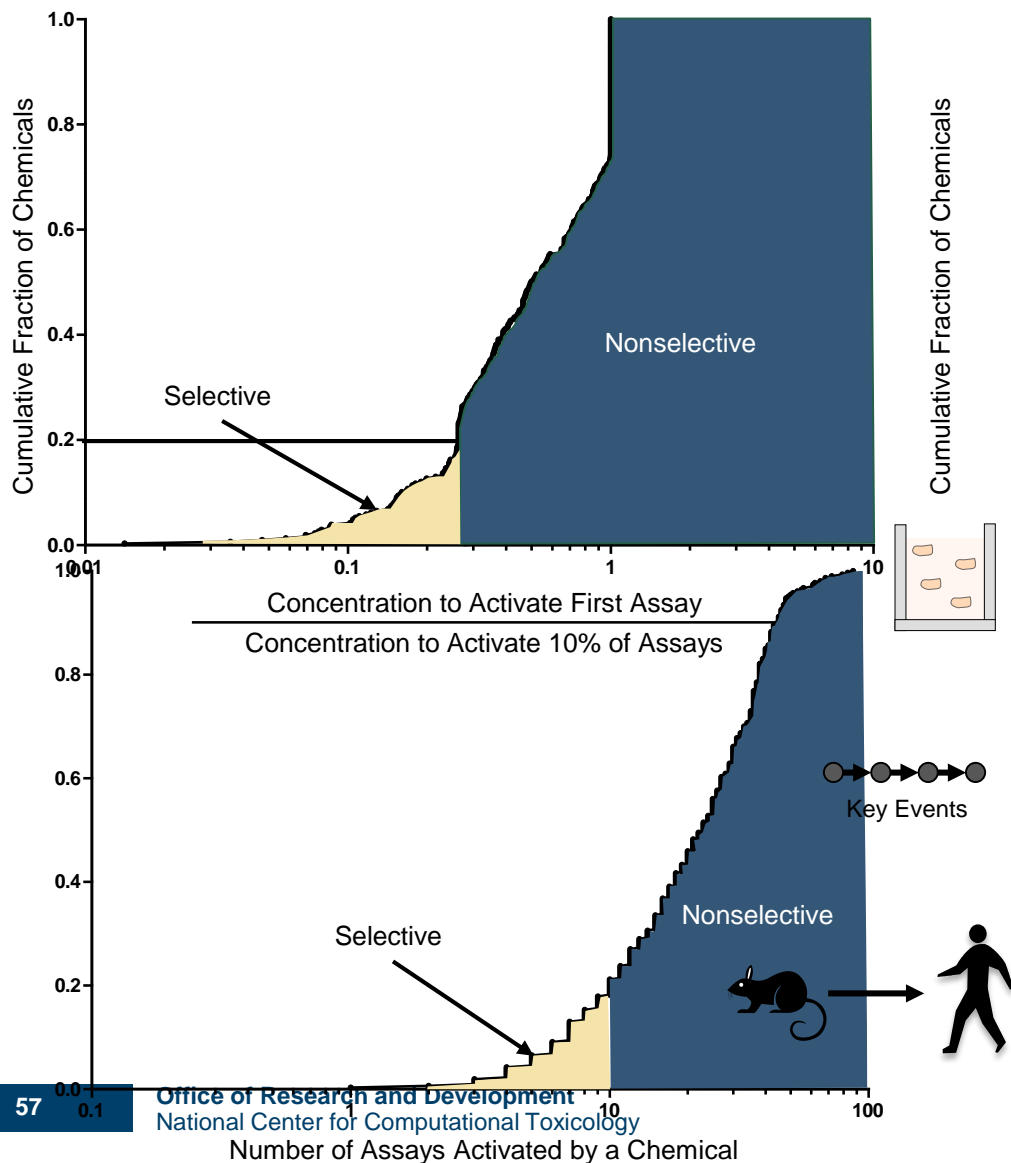 Cumulative Fraction of Chemicals
1.0
0.8
0.6
0.4
0.2
0.0
Selective
Nonselective
Cumulative Fraction of Chemicals
0.01
0.1
1
10
Concentration to Activate First Assay
Concentration to Activate 10% of Assays
1.0
0.8
0.6
0.4
0.2
0.0
Key Events
Nonselective
Selective
0.1
1
10
100
57
Office of Research and Development
National Center for Computational Toxicology
Number of Assays Activated by a Chemical